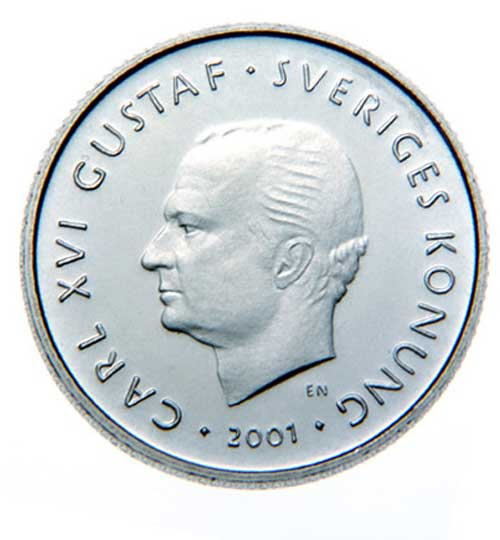 CARL XVI GUSTAF · SVERIGES KONUNG
· 2001 ·
EN